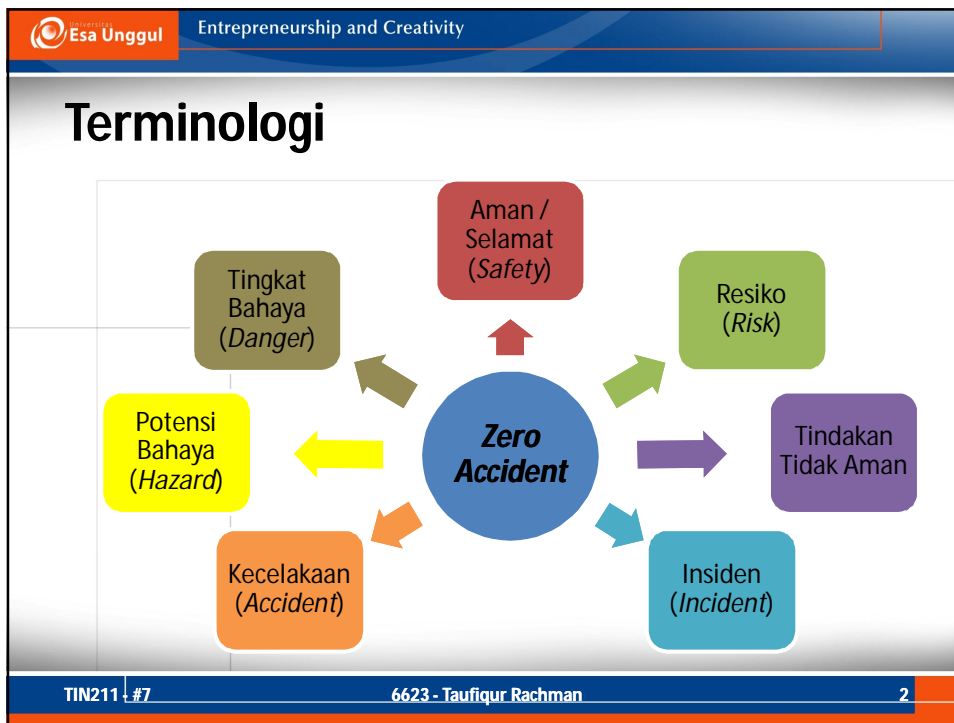 Universitas
Esa Unggul
Entrepreneurship and Creativity
Terminologi
Aman /
Selamat
(Safety)
Tingkat
Bahaya
(Danger)
Resiko
(Risk)
Potensi
Bahaya
(Hazard)
Zero
Accident
Tindakan
Tidak Aman
Kecelakaan
(Accident)
Insiden
(Incident)
TIN211 - #7
6623 - Taufiqur Rachman
2